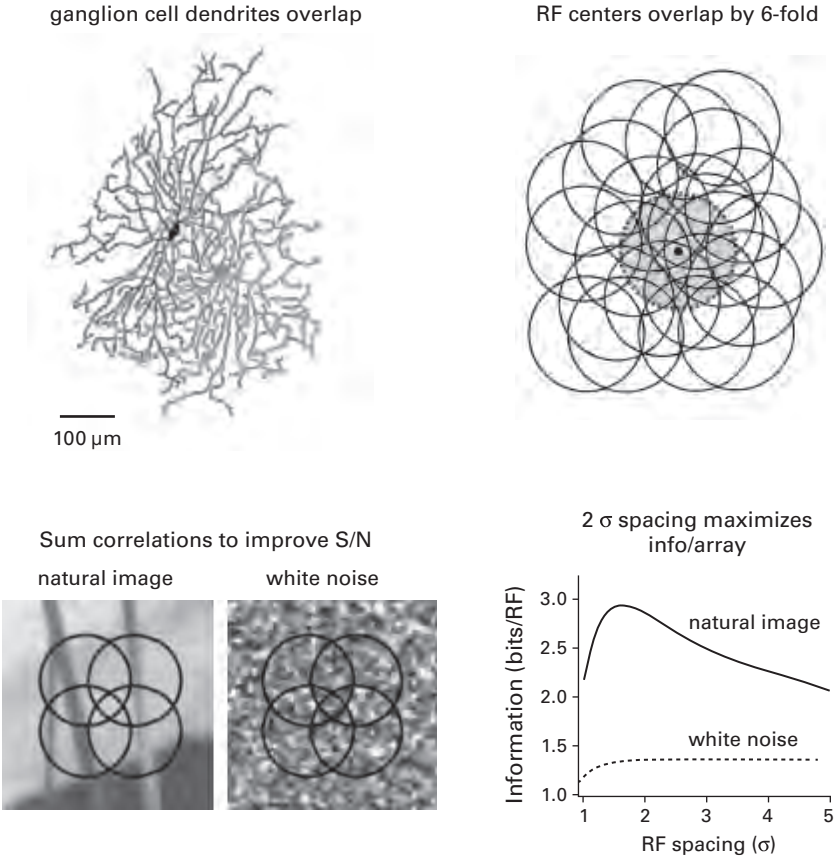 ganglion cell dendrites overlap
RF centers overlap by 6-fold
100 µm
Sum correlations to improve S/N
natural image
white noise
2 σ spacing maximizes
info/array
Information (bits/RF)
3.0
2.5
2.0
1.5
1.0
natural image
white noise
1 2 3 4 5
RF spacing (σ)